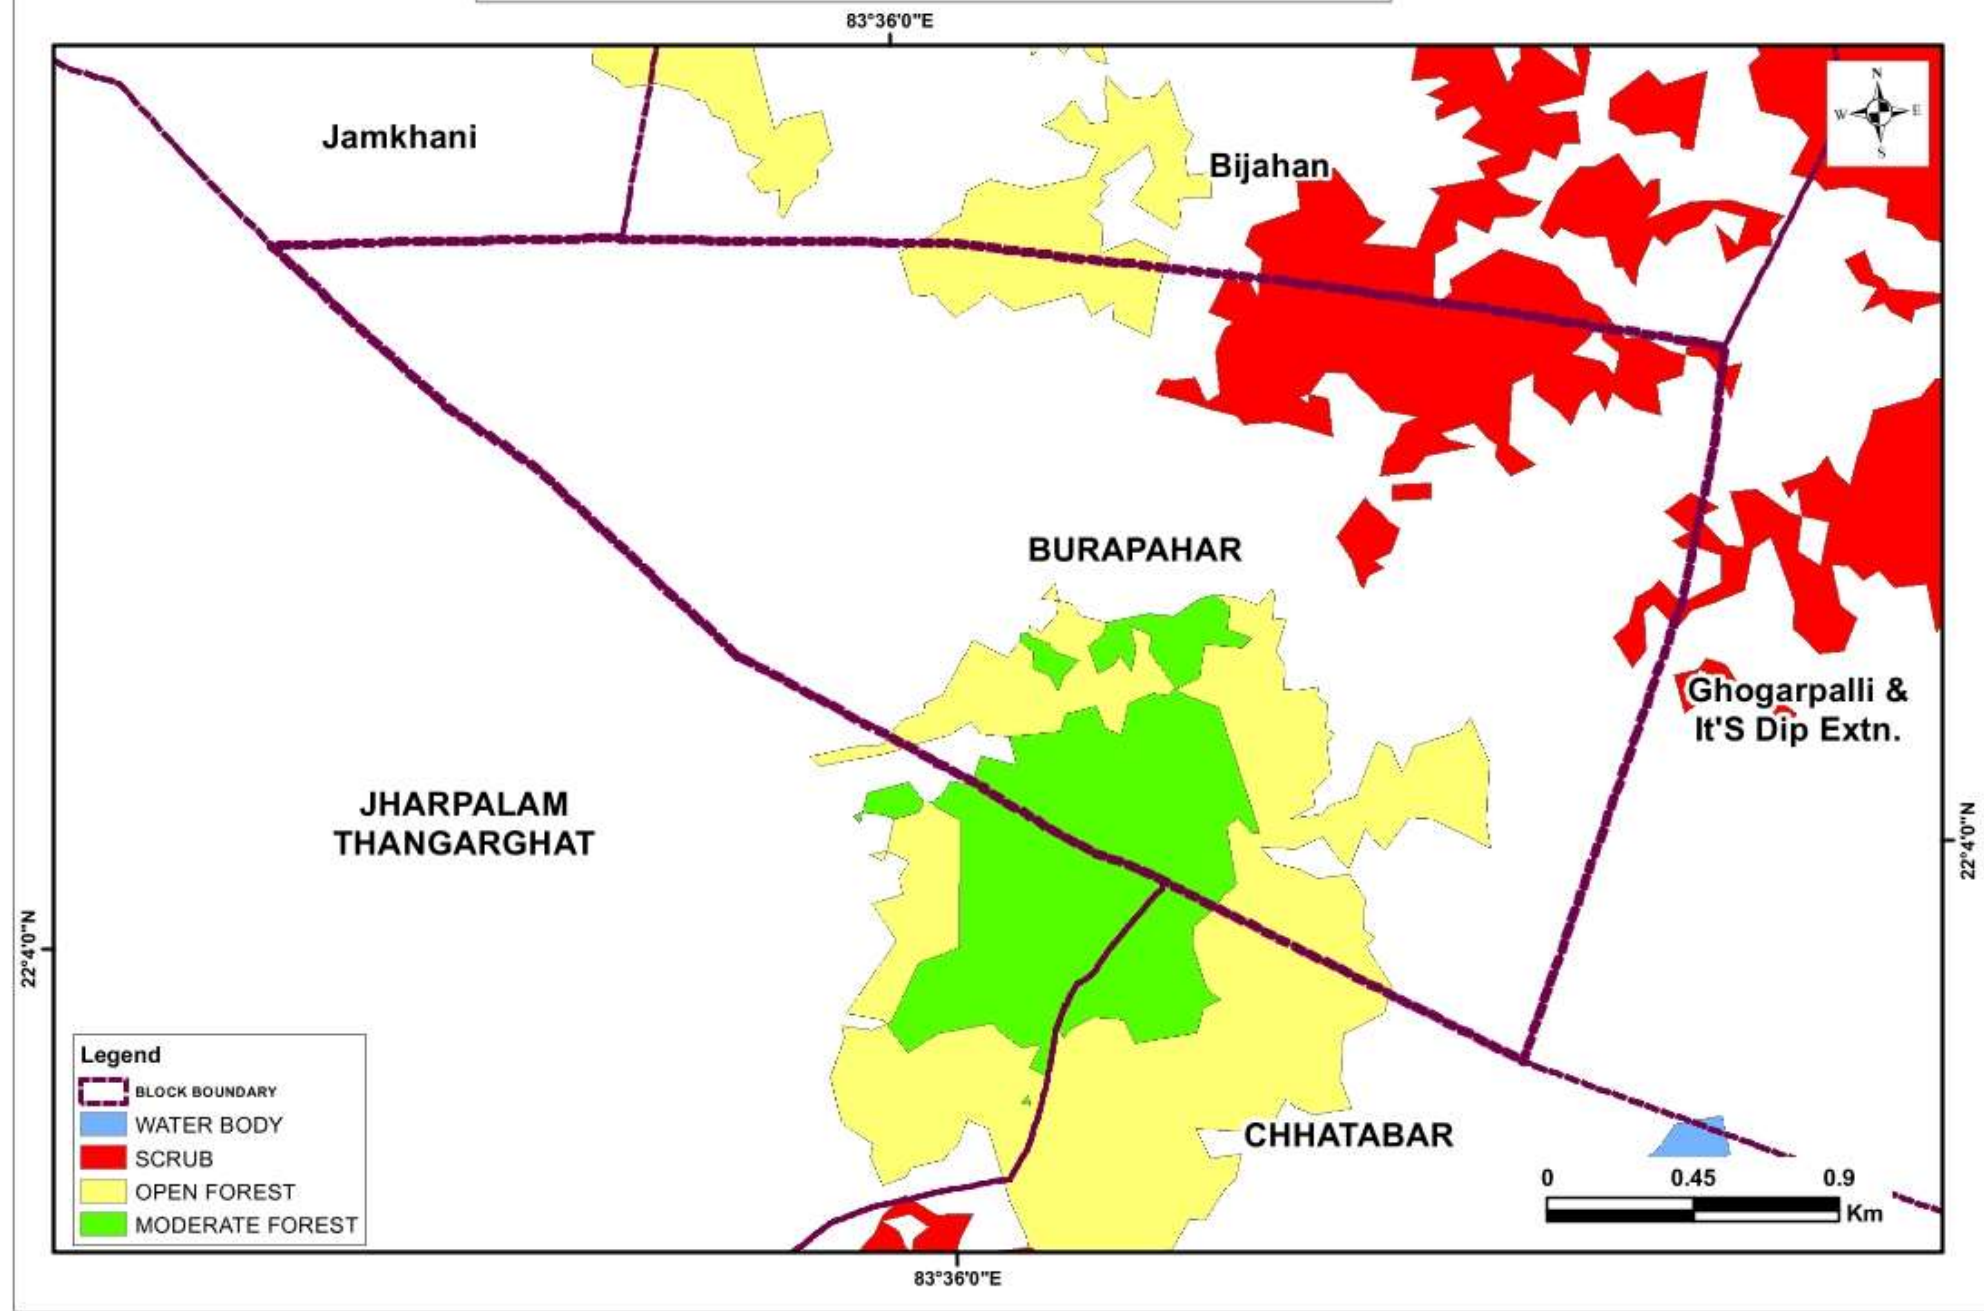 83°36'0"E
N
W
E
S
Jamkhani
Bijahan
BURAPAHAR
Ghogarpalli &
It'S Dip Extn.
JHARPALAM
THANGARGHAT
22°4'0"N
22°4'0"N
Legend
BLOCK BOUNDARY
WATER BODY
SCRUB
OPEN FOREST
MODERATE FOREST
CHHATABAR
0 0.45 0.9
Km
83°36'0"E